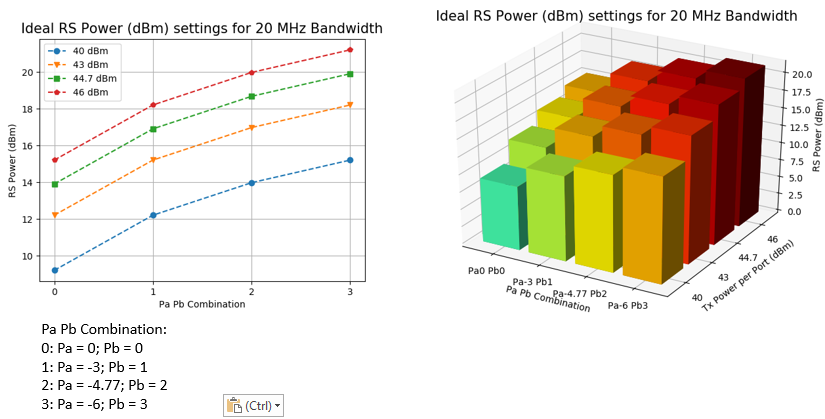 Ideal RS Power (dBm) settings for 20 MHz Bandwidth
40 dBm
43 dBm
44.7 dBm
46 dBm
RS Power (dBm)
20
18
16
14
12
10
0
1
2
3
Pa Pb Combination
Ideal RS Power (dBm) settings for 20 MHz Bandwidth
20.0
17.5
15.0
12.5
10.0
7.5
5.0
2.5
0.0
RS Power (dBm)
Pa0 Pb0
Pa-3 Pb1
Pa-4.77 Pb2
Pa-6 Pb3
Pa Pb Combination
40
43
44.7
46
Tx Power per Port (dBm)
Pa Pb Combination:
0: Pa = 0; Pb = 0
1: Pa = -3; Pb = 1
2: Pa = -4.77; Pb = 2
3: Pa = -6; Pb = 3
(Ctrl)